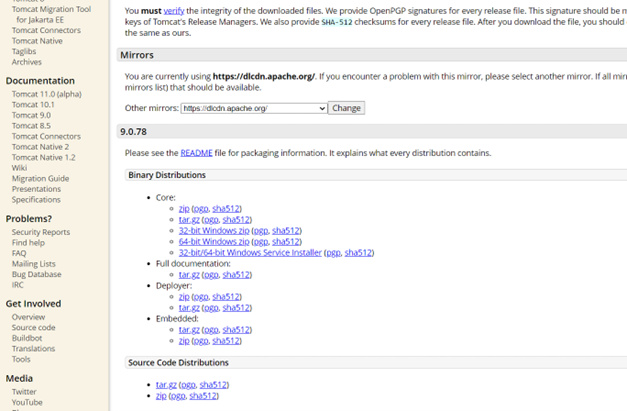 Tomcat Migration Tool
for Jakarta EE
Tomcat Connectors
Tomcat Native
Taglibs
Archives
Documentation
Tomcat 11.0 (alpha)
Tomcat 10.1
Tomcat 9.0
Tomcat 8.5
Tomcat Connectors
Tomcat Native 2
Tomcat Native 1.2
Wiki
Migration Guide
Presentations
Specifications
Problems?
Security Reports
Find help
FAQ
Mailing Lists
Bug Database
IRC
Get Involved
Overview
Source code
Buildbot
Translations
Tools
Media
Twitter
YouTube
You must verify the integrity of the downloaded files. We provide OpenPGP signatures for every release file. This signature should be m
keys of Tomcat's Release Managers. We also provide SHA-512 checksums for every release file. After you download the file, you should
the same as ours.
Mirrors
You are currently using https://dlcdn.apache.org/. If you encounter a problem with this mirror, please select another mirror. If all mirr
mirrors list) that should be available.
Other mirrors: https://dlcdn.apache.org/ Change
9.0.78
Please see the README file for packaging information. It explains what every distribution contains.
Binary Distributions
Core:
zip (pgp, sha512)
tar.gz (pgp, sha512)
32-bit Windows zip (pgp, sha512)
64-bit Windows zip (pgp, sha512)
32-bit/64-bit Windows Service Installer (pgp, sha512)
Full documentation:
tar.gz (pgp, sha512)
Deployer:
zip (pgp, sha512)
tar.gz (pgp, sha512)
Embedded:
tar.gz (pgp, sha512)
zip (pgp, sha512)
Source Code Distributions
tar.gz (pgp, sha512)
zip (pgp, sha512)